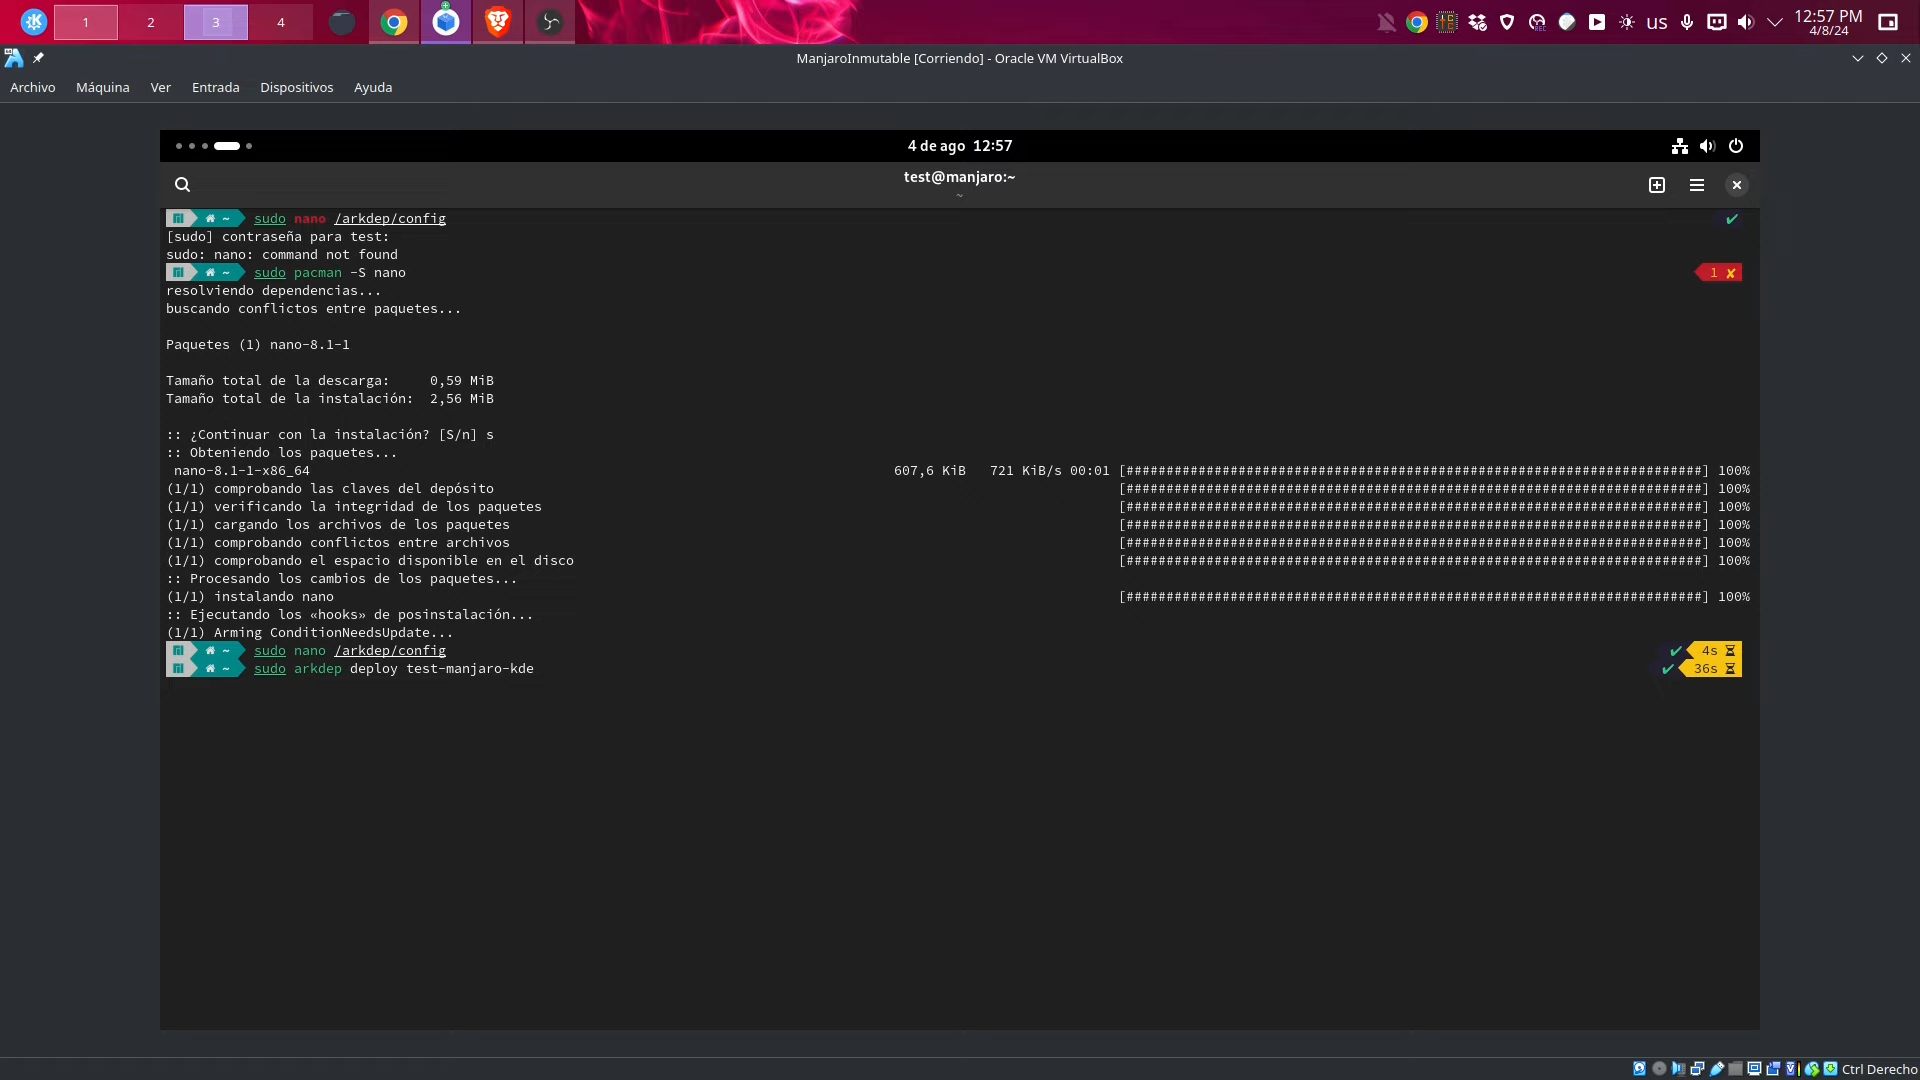 1 2 3 4 us 12:57 PM
4/8/24
ManjaroInmutable [Corriendo] - Oracle VM VirtualBox
Archivo Máquina Ver Entrada Dispositivos Ayuda
4 de ago 12:57
test@manjaro:~
~
~ sudo nano /arkdep/config ✔
[sudo] contraseña para test:
sudo: nano: command not found
~ sudo pacman -S nano 1 ✘
resolviendo dependencias...
buscando conflictos entre paquetes...
Paquetes (1) nano-8.1-1
Tamaño total de la descarga: 0,59 MiB
Tamaño total de la instalación: 2,56 MiB
:: ¿Continuar con la instalación? [S/n] s
:: Obteniendo los paquetes...
nano-8.1-1-x86_64 607,6 KiB 721 KiB/s 00:01 [########################################################################] 100%
(1/1) comprobando las claves del depósito [########################################################################] 100%
(1/1) verificando la integridad de los paquetes [########################################################################] 100%
(1/1) cargando los archivos de los paquetes [########################################################################] 100%
(1/1) comprobando conflictos entre archivos [########################################################################] 100%
(1/1) comprobando el espacio disponible en el disco [########################################################################] 100%
:: Procesando los cambios de los paquetes...
(1/1) instalando nano [########################################################################] 100%
:: Ejecutando los «hooks» de posinstalación...
(1/1) Arming ConditionNeedsUpdate...
~ sudo nano /arkdep/config ✔ 4s
~ sudo arkdep deploy test-manjaro-kde ✔ 36s
Ctrl Derecho